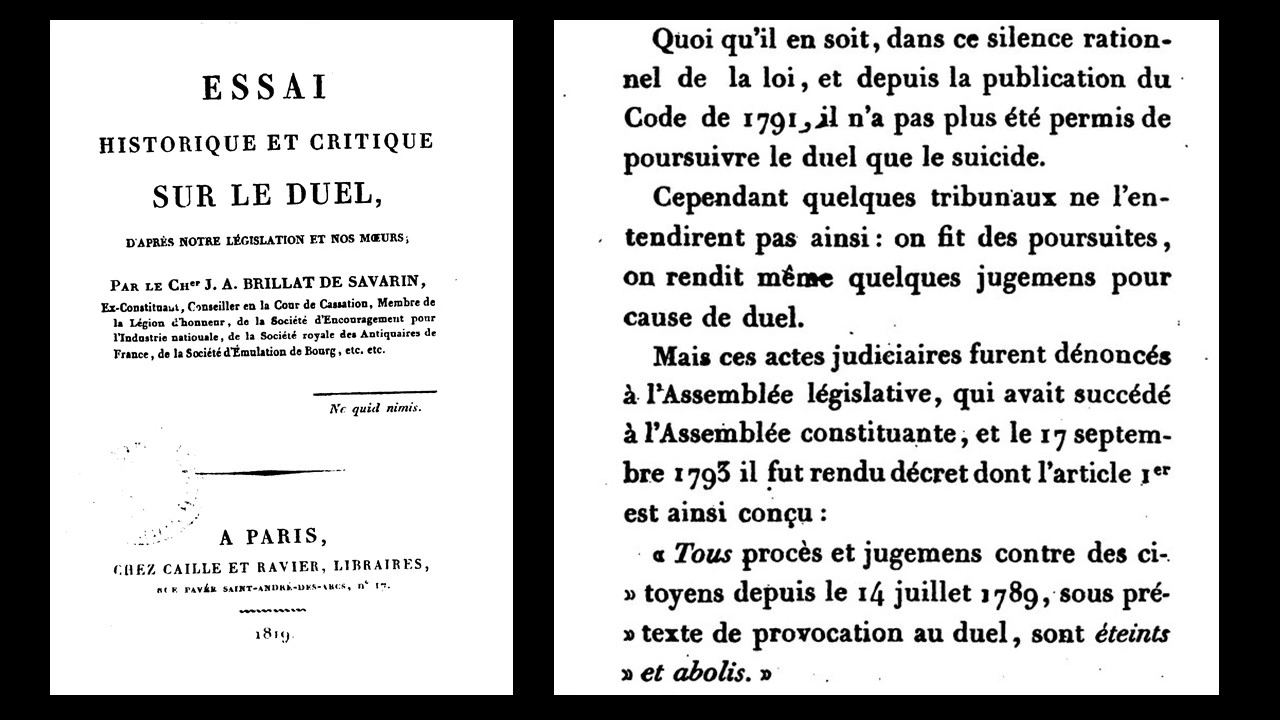 ESSAI
HISTORIQUE ET CRITIQUE
SUR LE DUEL,
D'APRÈS NOTRE LÉGISLATION ET NOS MŒURS;
PAR LE CHer J. A. BRILLAT DE SAVARIN,
Ex-Constituant, Conseiller en la Cour de Cassation, Membre de
la Légion d'honneur, de la Société d'Encouragement pour
l'Industrie nationale, de la Société royale des Antiquaires de
France, de la Société d'Émulation de Bourg, etc. etc.
Ne quid nimis.
A PARIS,
CHEZ CAILLE ET RAVIER, LIBRAIRES,
RUE PAVÉE SAINT-ANDRÉ-DES-ARCS, n° 17.
1819.
Quoi qu'il en soit, dans ce silence ration-
nel de la loi, et depuis la publication du
Code de 1791, il n'a pas plus été permis de
poursuivre le duel que le suicide.
Cependant quelques tribunaux ne l'en-
tendirent pas ainsi : on fit des poursuites,
on rendit même quelques jugemens pour
cause de duel.
Mais ces actes judiciaires furent dénoncés
à l'Assemblée législative, qui avait succédé
à l'Assemblée constituante, et le 17 septem-
bre 1793 il fut rendu décret dont l'article 1er
est ainsi conçu :
« Tous procès et jugemens contre des ci-
» toyens depuis le 14 juillet 1789, sous pré-
» texte de provocation au duel, sont éteints
» et abolis. »